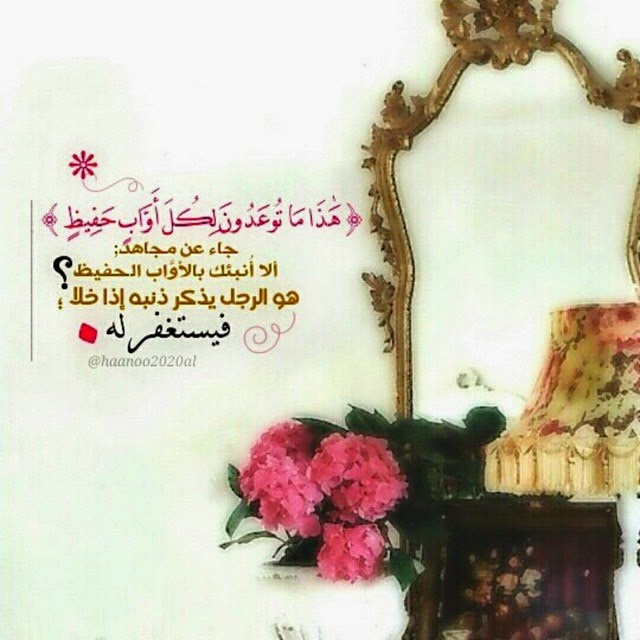 ﴿ هَٰذَا مَا تُوعَدُونَ لِكُلِّ أَوَّابٍ حَفِيظٍ ﴾
جاء عن مجاهد:
ألا أُنبئك بالأوَّاب الحفيظ ؟
هو الرجل يذكر ذنبه إذا خلا ؛
فيستغفر له
@haanoo2020al